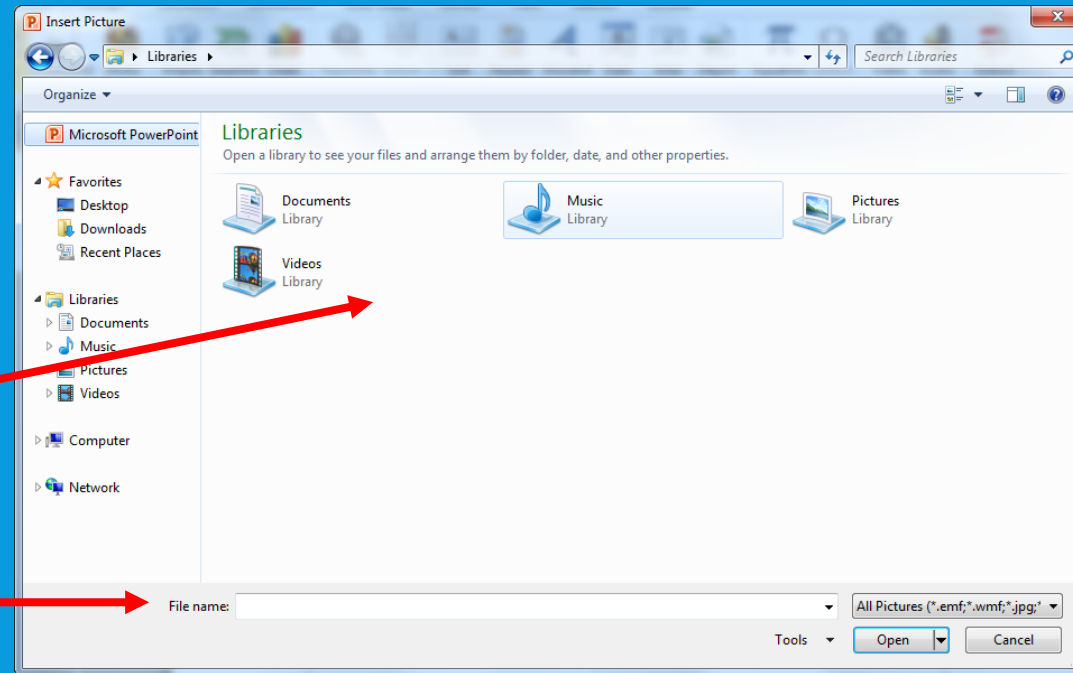 Insert Picture
Libraries
Search Libraries
Organize
Microsoft PowerPoint
Libraries
Open a library to see your files and arrange them by folder, date, and other properties.
Favorites
Desktop
Downloads
Recent Places
Libraries
Documents
Music
Pictures
Videos
Computer
Network
Documents
Library
Music
Library
Pictures
Library
Videos
Library
File name:
All Pictures (*.emf;*.wmf;*.jpg;*
Tools
Open
Cancel